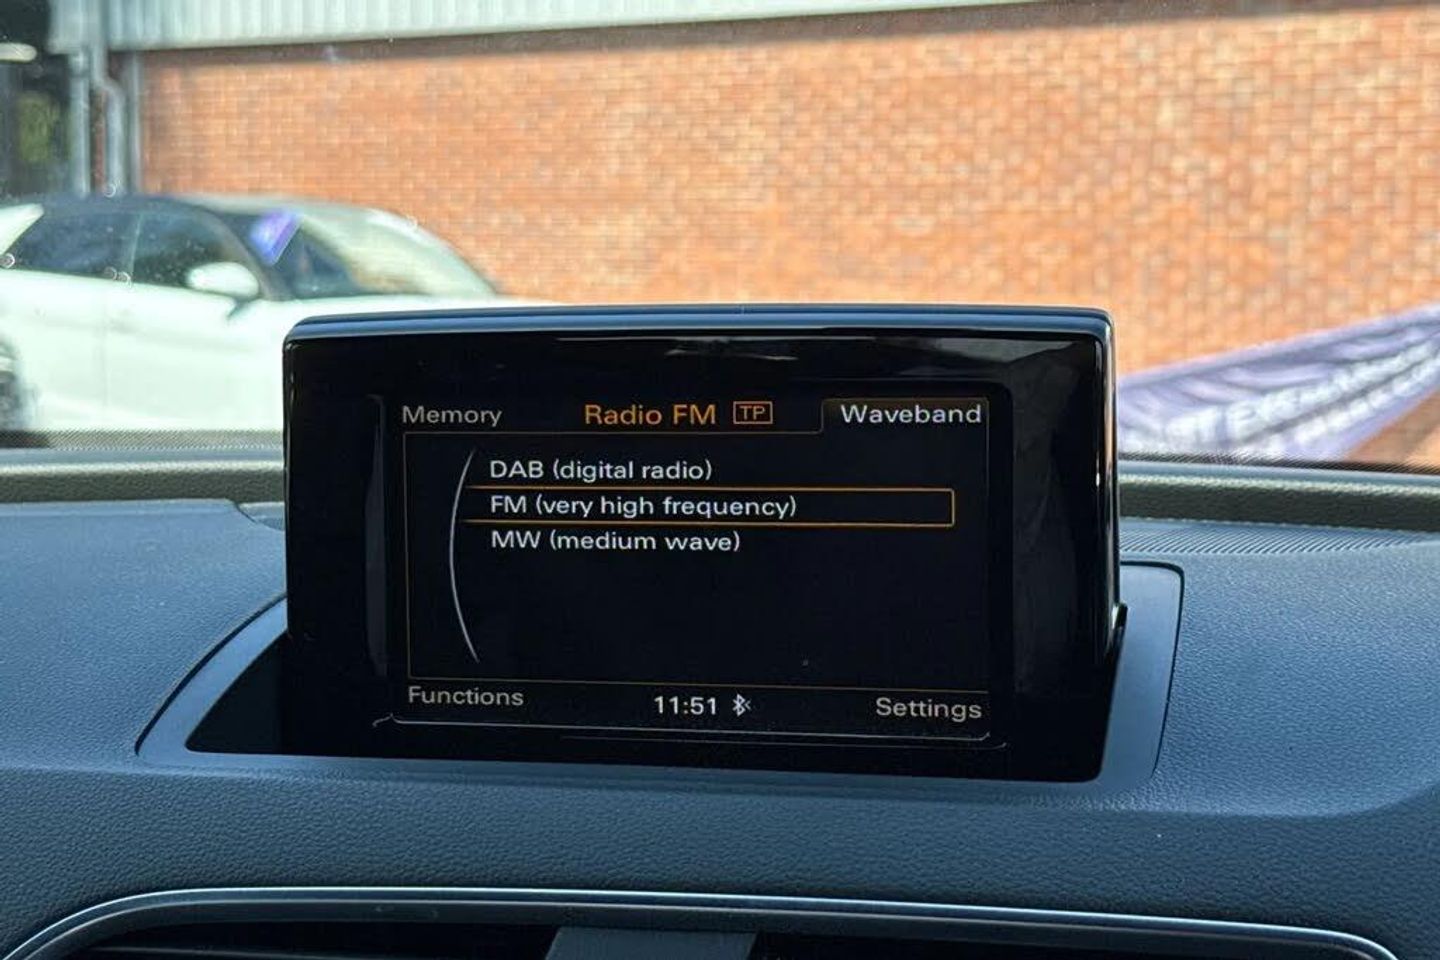 Memory Radio FM TP Waveband
DAB (digital radio)
FM (very high frequency)
MW (medium wave)
Functions 11:51 Settings